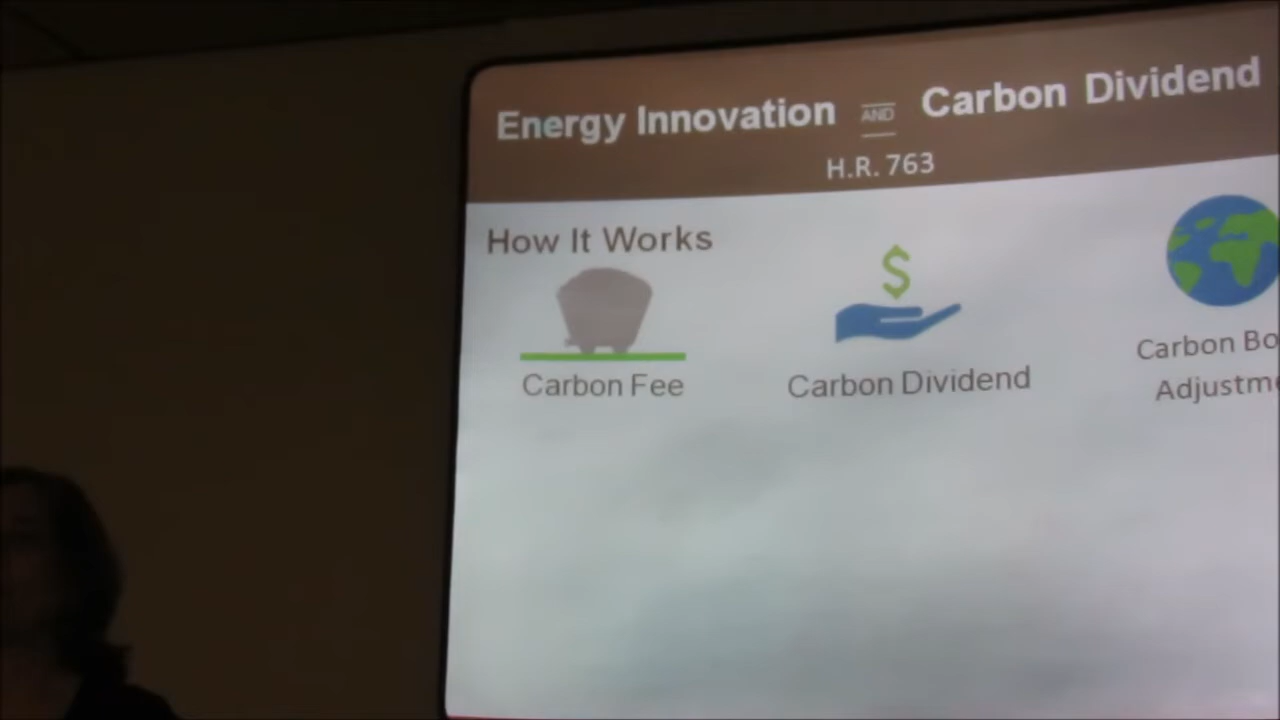 Energy Innovation AND Carbon Dividend
H.R. 763
How It Works
Carbon Fee
Carbon Dividend
Carbon Bo
Adjustm